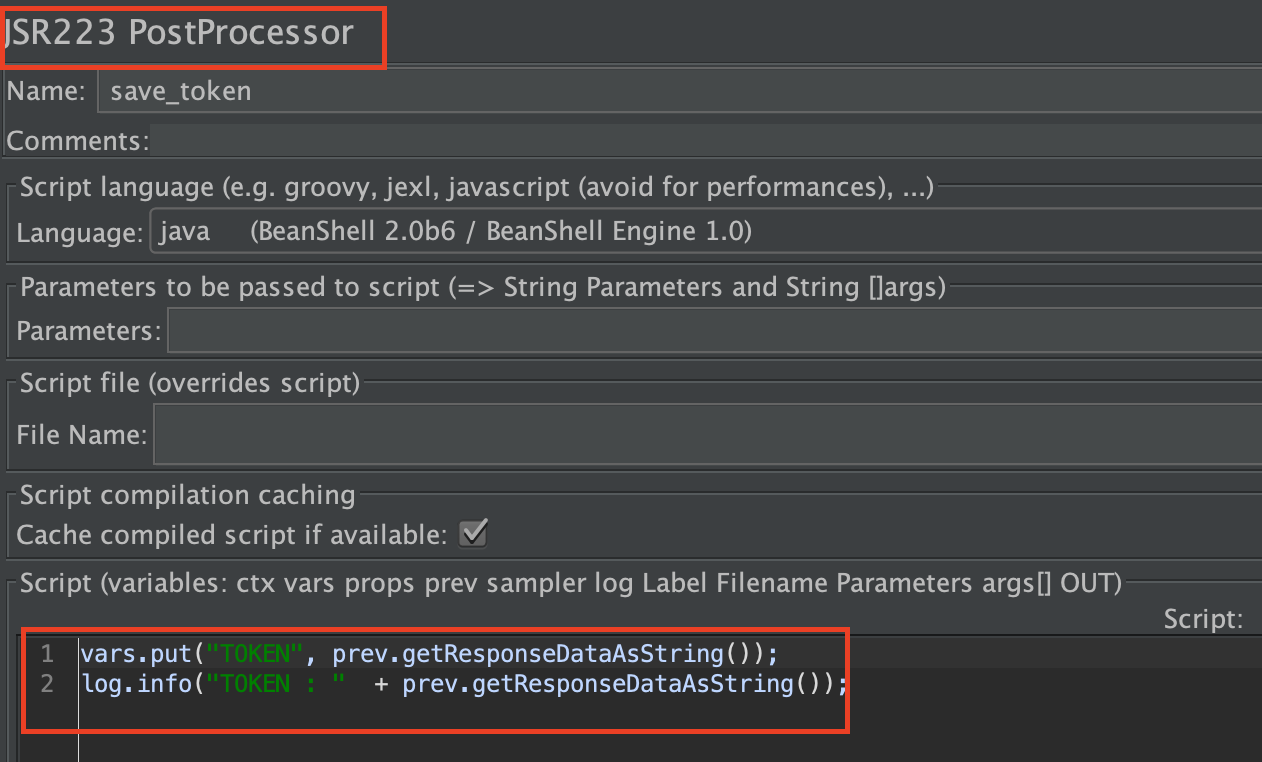 JSR223 PostProcessor
Name: save_token
Comments:
Script language (e.g. groovy, jexl, javascript (avoid for performances), ...)
Language: java (BeanShell 2.0b6 / BeanShell Engine 1.0)
Parameters to be passed to script (=> String Parameters and String []args)
Parameters:
Script file (overrides script)
File Name:
Script compilation caching
Cache compiled script if available:
Script (variables: ctx vars props prev sampler log Label Filename Parameters args[] OUT)
Script:
1 vars.put("TOKEN", prev.getResponseDataAsString());
2 log.info("TOKEN : " + prev.getResponseDataAsString());